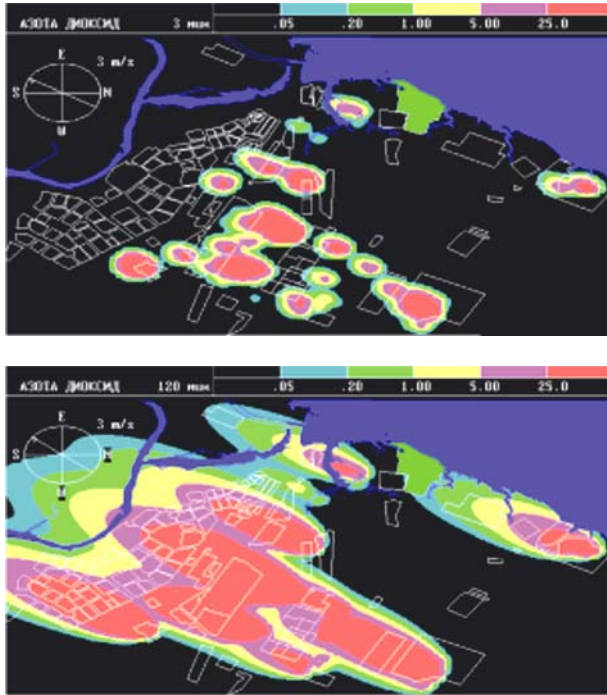 АЗОТА ДИОКСИД 3 мин .05 .20 1.00 5.00 25.0
E
3 m/s
S N
W
АЗОТА ДИОКСИД 120 мин .05 .20 1.00 5.00 25.0
E
3 m/s
S N
W